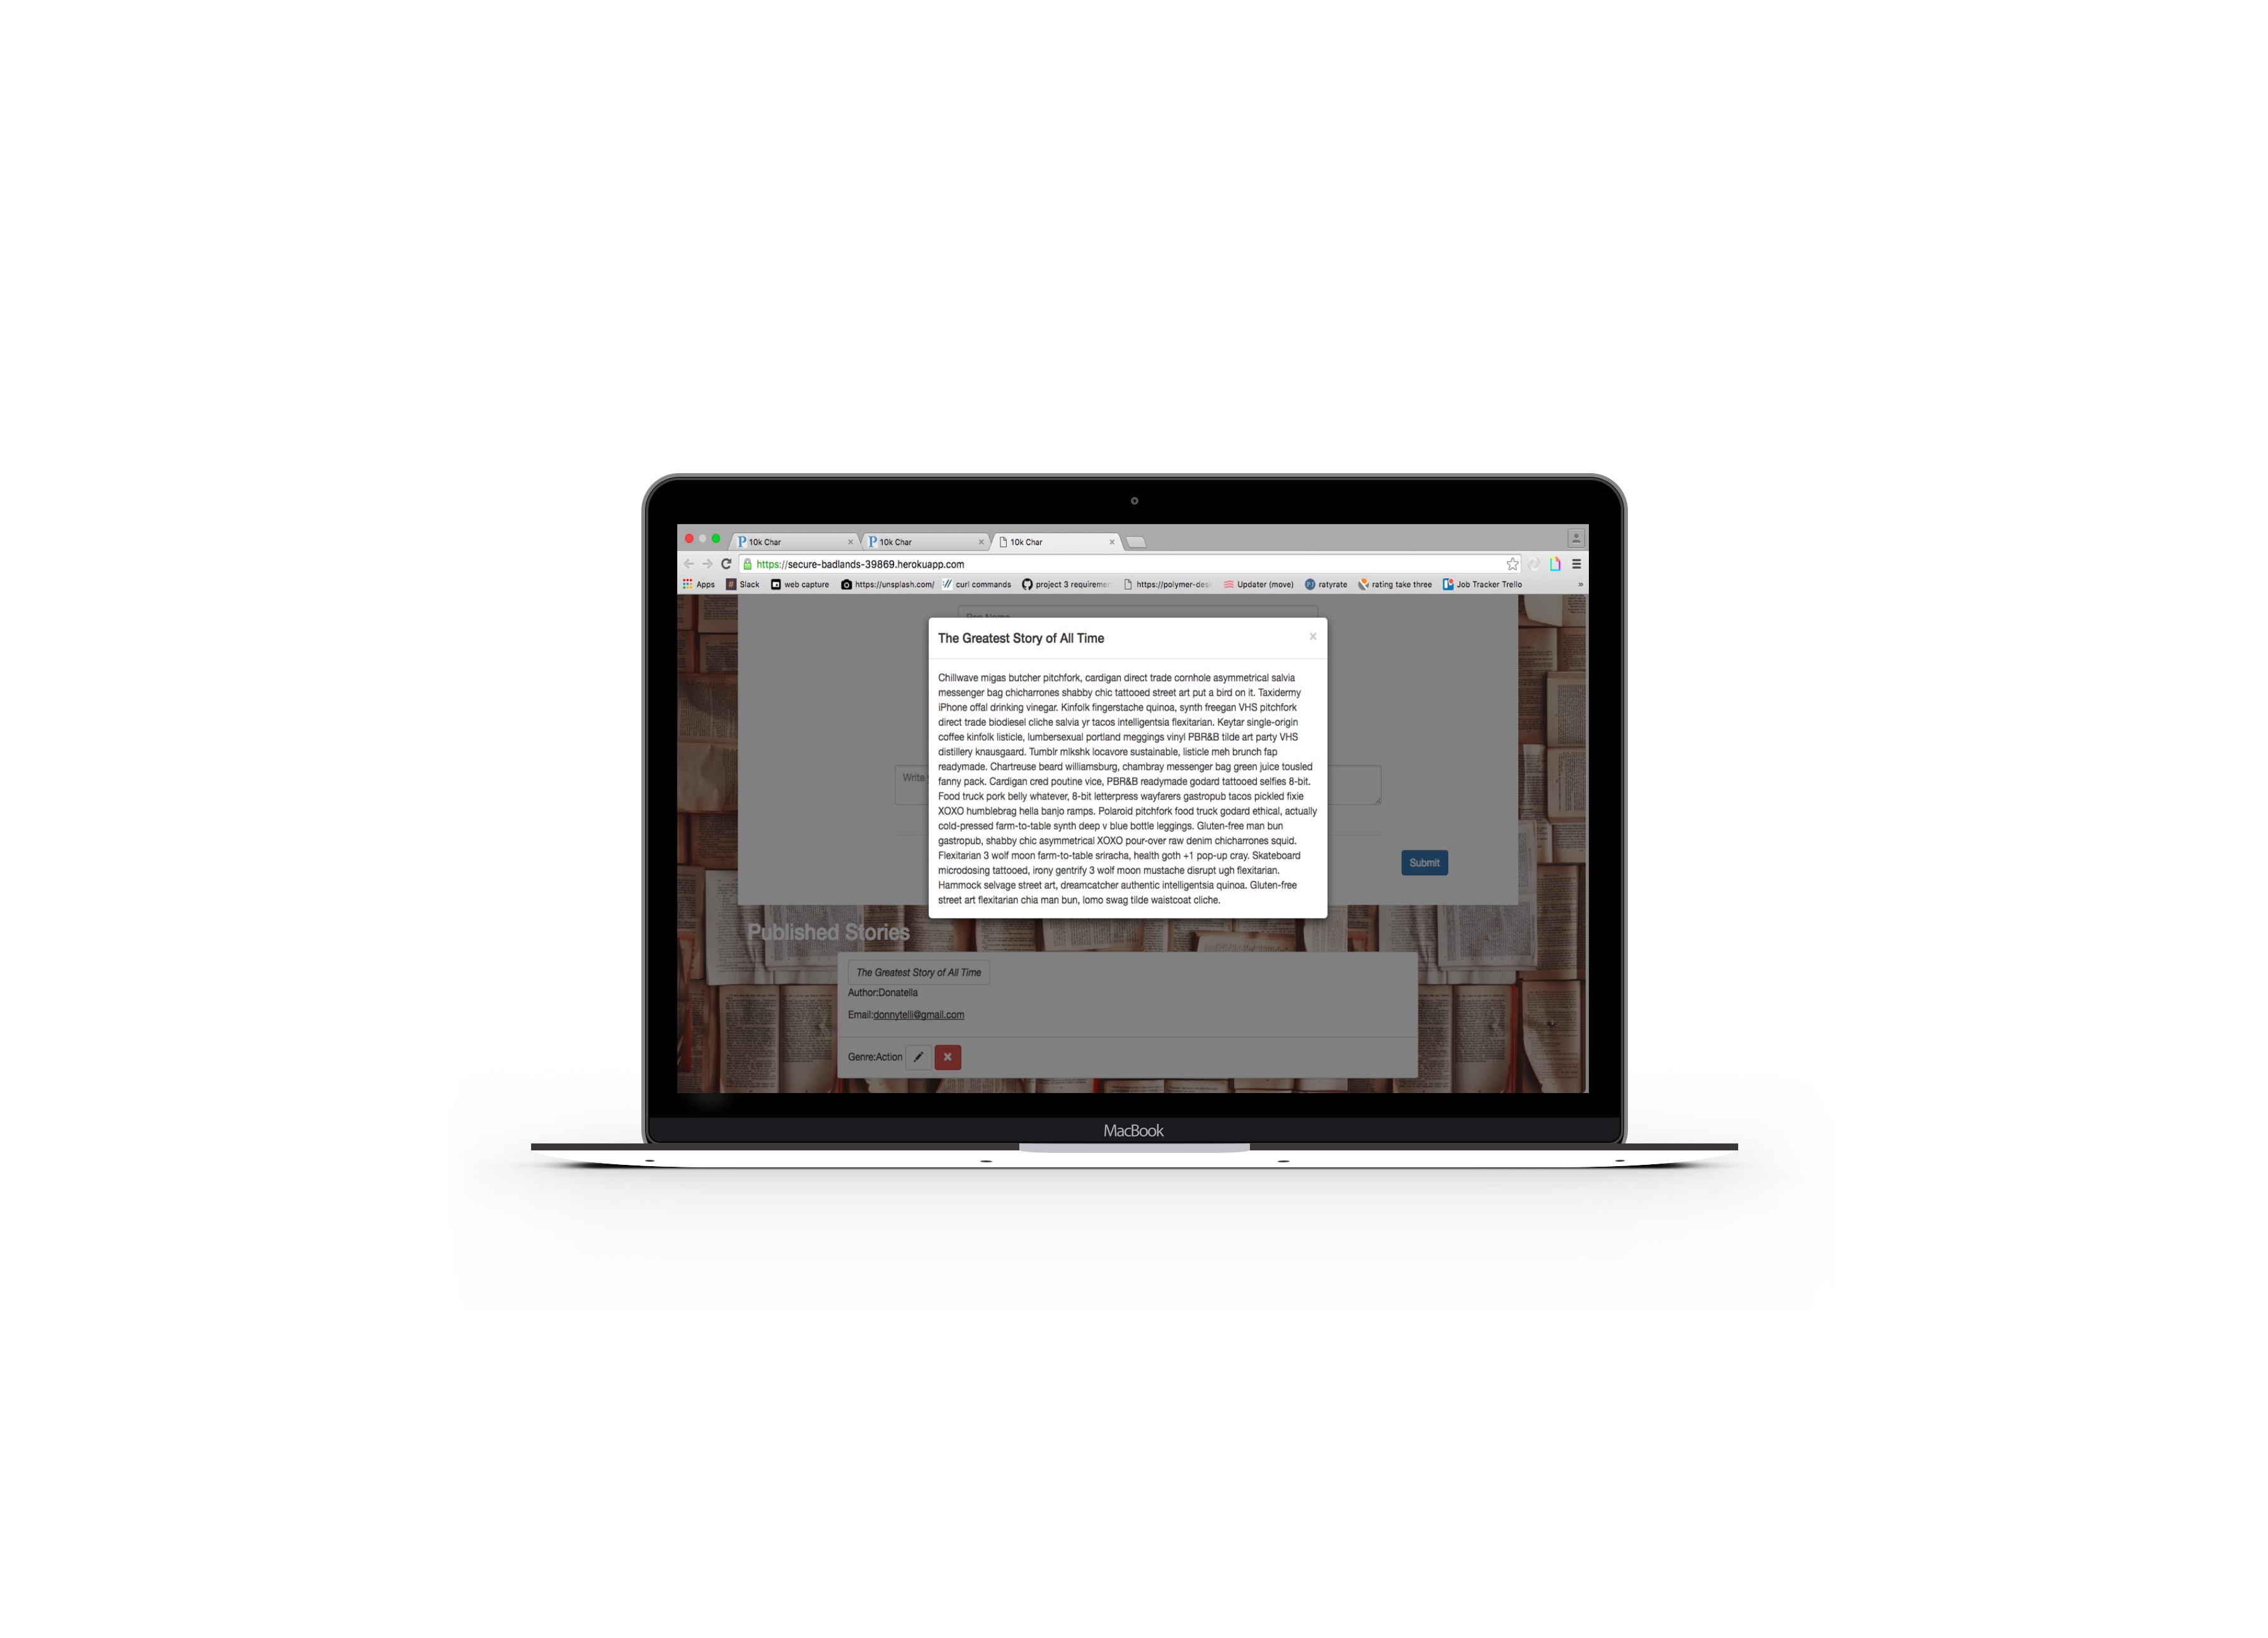 10k Char
10k Char
10k Char
https://secure-badlands-39869.herokuapp.com
Apps Slack web capture https://unsplash.com/ curl commands project 3 requiremen https://polymer-desi Updater (move) ratyrate rating take three Job Tracker Trello »
Pen Name
The Greatest Story of All Time ×
Chillwave migas butcher pitchfork, cardigan direct trade cornhole asymmetrical salvia
messenger bag chicharrones shabby chic tattooed street art put a bird on it. Taxidermy
iPhone offal drinking vinegar. Kinfolk fingerstache quinoa, synth freegan VHS pitchfork
direct trade biodiesel cliche salvia yr tacos intelligentsia flexitarian. Keytar single-origin
coffee kinfolk listicle, lumbersexual portland meggings vinyl PBR&B tilde art party VHS
distillery knausgaard. Tumblr mlkshk locavore sustainable, listicle meh brunch fap
readymade. Chartreuse beard williamsburg, chambray messenger bag green juice tousled
fanny pack. Cardigan cred poutine vice, PBR&B readymade godard tattooed selfies 8-bit.
Food truck pork belly whatever, 8-bit letterpress wayfarers gastropub tacos pickled fixie
XOXO humblebrag hella banjo ramps. Polaroid pitchfork food truck godard ethical, actually
cold-pressed farm-to-table synth deep v blue bottle leggings. Gluten-free man bun
gastropub, shabby chic asymmetrical XOXO pour-over raw denim chicharrones squid.
Flexitarian 3 wolf moon farm-to-table sriracha, health goth +1 pop-up cray. Skateboard
microdosing tattooed, irony gentrify 3 wolf moon mustache disrupt ugh flexitarian.
Hammock selvage street art, dreamcatcher authentic intelligentsia quinoa. Gluten-free
street art flexitarian chia man bun, lomo swag tilde waistcoat cliche.
Write
Submit
Published Stories
The Greatest Story of All Time
Author:Donatella
Email:donnytelli@gmail.com
Genre:Action
MacBook